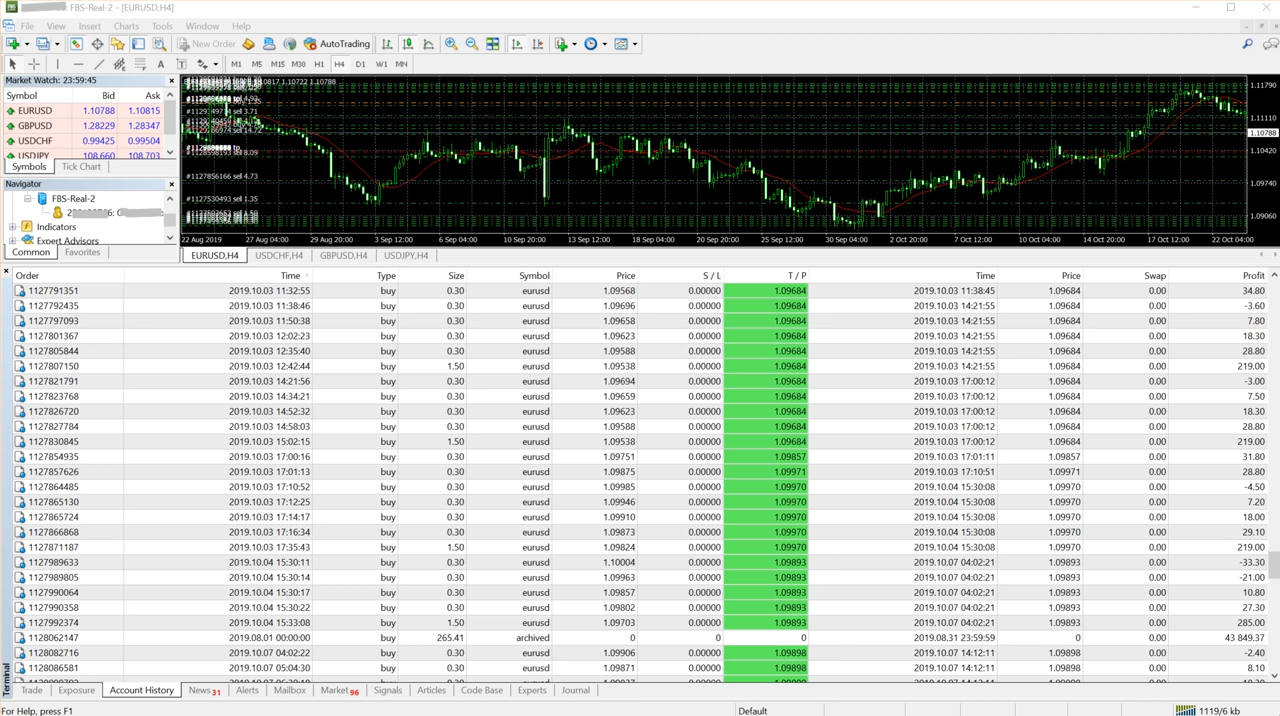 FBS-Real-2 - [EURUSD,H4]
File View Insert Charts Tools Window Help
New Order AutoTrading
M1 M5 M15 M30 H1 H4 D1 W1 MN
Market Watch: 23:59:45
Symbol Bid Ask
EURUSD 1.10788 1.10815
GBPUSD 1.28229 1.28347
USDCHF 0.99425 0.99504
USDJPY 108.660 108.703
Symbols Tick Chart
Navigator
FBS-Real-2
Indicators
Expert Advisors
Common Favorites
1.10722 1.10788
#1128598193 sell 8.09
#1127856166 sell 4.73
#1127530493 sell 1.35
1.11790
1.11110
1.10788
1.10420
1.09740
1.09060
22 Aug 2019 27 Aug 04:00 29 Aug 20:00 3 Sep 12:00 6 Sep 04:00 10 Sep 20:00 13 Sep 12:00 18 Sep 04:00 20 Sep 20:00 25 Sep 12:00 30 Sep 04:00 2 Oct 20:00 7 Oct 12:00 10 Oct 04:00 14 Oct 20:00 17 Oct 12:00 22 Oct 04:00
EURUSD,H4 USDCHF,H4 GBPUSD,H4 USDJPY,H4
Order Time Type Size Symbol Price S / L T / P Time Price Swap Profit
1127791351 2019.10.03 11:32:55 buy 0.30 eurusd 1.09568 0.00000 1.09684 2019.10.03 11:38:45 1.09684 0.00 34.80
1127792435 2019.10.03 11:38:46 buy 0.30 eurusd 1.09696 0.00000 1.09684 2019.10.03 14:21:55 1.09684 0.00 -3.60
1127797093 2019.10.03 11:50:38 buy 0.30 eurusd 1.09658 0.00000 1.09684 2019.10.03 14:21:55 1.09684 0.00 7.80
1127801367 2019.10.03 12:02:23 buy 0.30 eurusd 1.09623 0.00000 1.09684 2019.10.03 14:21:55 1.09684 0.00 18.30
1127805844 2019.10.03 12:35:40 buy 0.30 eurusd 1.09588 0.00000 1.09684 2019.10.03 14:21:55 1.09684 0.00 28.80
1127807150 2019.10.03 12:42:44 buy 1.50 eurusd 1.09538 0.00000 1.09684 2019.10.03 14:21:55 1.09684 0.00 219.00
1127821791 2019.10.03 14:21:56 buy 0.30 eurusd 1.09694 0.00000 1.09684 2019.10.03 17:00:12 1.09684 0.00 -3.00
1127823768 2019.10.03 14:34:21 buy 0.30 eurusd 1.09659 0.00000 1.09684 2019.10.03 17:00:12 1.09684 0.00 7.50
1127826720 2019.10.03 14:52:32 buy 0.30 eurusd 1.09623 0.00000 1.09684 2019.10.03 17:00:12 1.09684 0.00 18.30
1127827784 2019.10.03 14:58:03 buy 0.30 eurusd 1.09588 0.00000 1.09684 2019.10.03 17:00:12 1.09684 0.00 28.80
1127830845 2019.10.03 15:02:15 buy 1.50 eurusd 1.09538 0.00000 1.09684 2019.10.03 17:00:12 1.09684 0.00 219.00
1127854935 2019.10.03 17:00:16 buy 0.30 eurusd 1.09751 0.00000 1.09857 2019.10.03 17:01:11 1.09857 0.00 31.80
1127857626 2019.10.03 17:01:13 buy 0.30 eurusd 1.09875 0.00000 1.09971 2019.10.03 17:10:51 1.09971 0.00 28.80
1127864485 2019.10.03 17:10:52 buy 0.30 eurusd 1.09985 0.00000 1.09970 2019.10.04 15:30:08 1.09970 0.00 -4.50
1127865130 2019.10.03 17:12:25 buy 0.30 eurusd 1.09946 0.00000 1.09970 2019.10.04 15:30:08 1.09970 0.00 7.20
1127865724 2019.10.03 17:14:17 buy 0.30 eurusd 1.09910 0.00000 1.09970 2019.10.04 15:30:08 1.09970 0.00 18.00
1127866868 2019.10.03 17:16:34 buy 0.30 eurusd 1.09873 0.00000 1.09970 2019.10.04 15:30:08 1.09970 0.00 29.10
1127871187 2019.10.03 17:35:43 buy 1.50 eurusd 1.09824 0.00000 1.09970 2019.10.04 15:30:08 1.09970 0.00 219.00
1127989633 2019.10.04 15:30:11 buy 0.30 eurusd 1.10004 0.00000 1.09893 2019.10.07 04:02:21 1.09893 0.00 -33.30
1127989805 2019.10.04 15:30:14 buy 0.30 eurusd 1.09963 0.00000 1.09893 2019.10.07 04:02:21 1.09893 0.00 -21.00
1127990064 2019.10.04 15:30:17 buy 0.30 eurusd 1.09857 0.00000 1.09893 2019.10.07 04:02:21 1.09893 0.00 10.80
1127990358 2019.10.04 15:30:22 buy 0.30 eurusd 1.09802 0.00000 1.09893 2019.10.07 04:02:21 1.09893 0.00 27.30
1127992374 2019.10.04 15:33:08 buy 1.50 eurusd 1.09703 0.00000 1.09893 2019.10.07 04:02:21 1.09893 0.00 285.00
1128062147 2019.08.01 00:00:00 buy 265.41 archived 0 0 0 2019.08.31 23:59:59 0 0.00 43 849.37
1128082716 2019.10.07 04:02:22 buy 0.30 eurusd 1.09906 0.00000 1.09898 2019.10.07 14:12:11 1.09898 0.00 -2.40
1128086581 2019.10.07 05:04:30 buy 0.30 eurusd 1.09871 0.00000 1.09898 2019.10.07 14:12:11 1.09898 0.00 8.10
Terminal
Trade Exposure Account History News 31 Alerts Mailbox Market 96 Signals Articles Code Base Experts Journal
For Help, press F1 Default 1119/6 kb